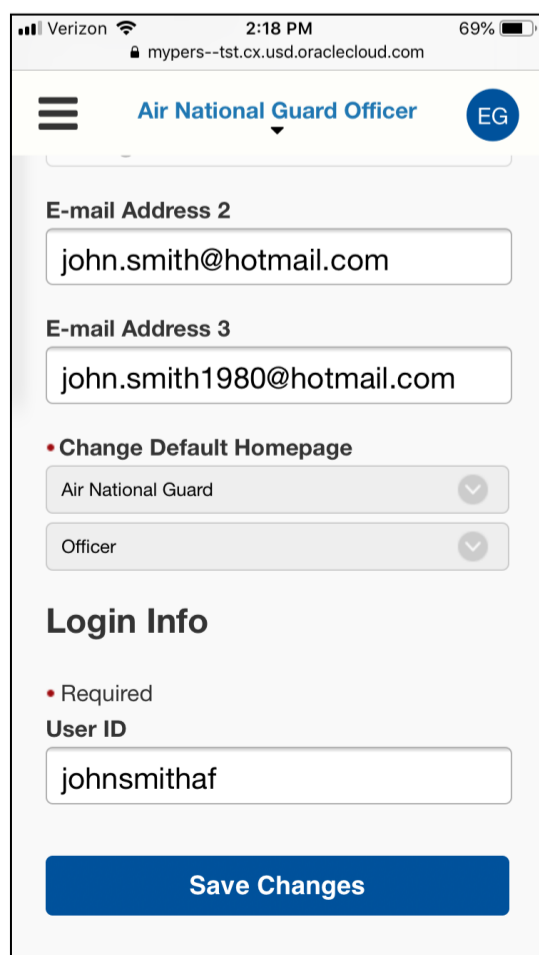 Verizon 2:18 PM 69%
mypers--tst.cx.usd.oraclecloud.com
Air National Guard Officer EG
E-mail Address 2
john.smith@hotmail.com
E-mail Address 3
john.smith1980@hotmail.com
• Change Default Homepage
Air National Guard
Officer
Login Info
• Required
User ID
johnsmithaf
Save Changes